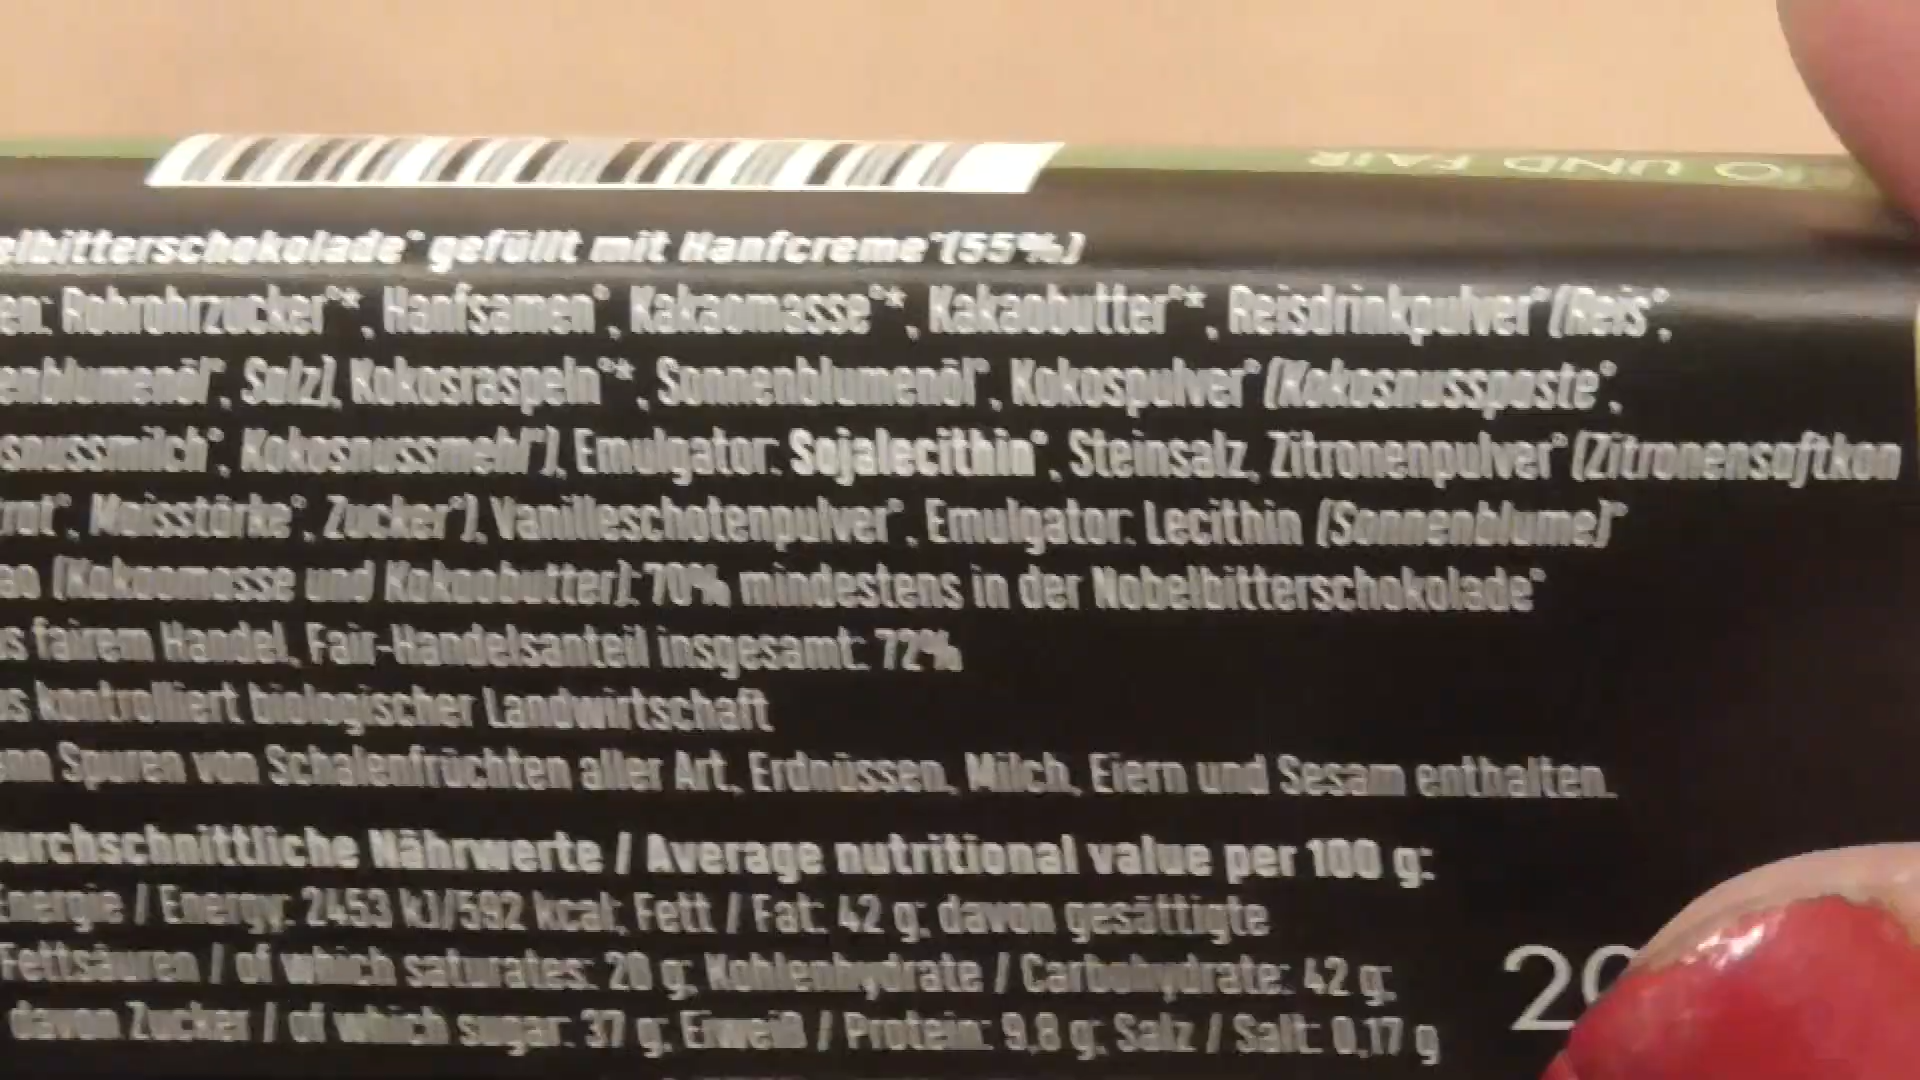 IO UND FAIR
elbitterschokolade° gefüllt mit Hanfcreme° (55%)
en: Rohrohrzucker°*, Hanfsamen°, Kakaomasse°*, Kakaobutter°*, Reisdrinkpulver° (Reis°,
enblumenöl°, Salz), Kokosraspeln°*, Sonnenblumenöl°, Kokospulver° (Kokosnusspaste°,
snussmilch°, Kokosnussmehl°), Emulgator: Sojalecithin°, Steinsalz, Zitronenpulver° (Zitronensaftkon
trat°, Maisstärke°, Zucker°), Vanilleschotenpulver°, Emulgator: Lecithin (Sonnenblume)°
ao (Kakaomasse und Kakaobutter): 70% mindestens in der Nobelbitterschokolade°
us fairem Handel, Fair-Handelsanteil insgesamt: 72%
us kontrolliert biologischer Landwirtschaft
ann Spuren von Schalenfrüchten aller Art, Erdnüssen, Milch, Eiern und Sesam enthalten.
urchschnittliche Nährwerte / Average nutritional value per 100 g:
Energie / Energy: 2453 kJ/592 kcal; Fett / Fat: 42 g; davon gesättigte
Fettsäuren / of which saturates: 20 g; Kohlenhydrate / Carbohydrate: 42 g;
davon Zucker / of which sugar: 37 g; Eiweiß / Protein: 9,8 g; Salz / Salt: 0,17 g